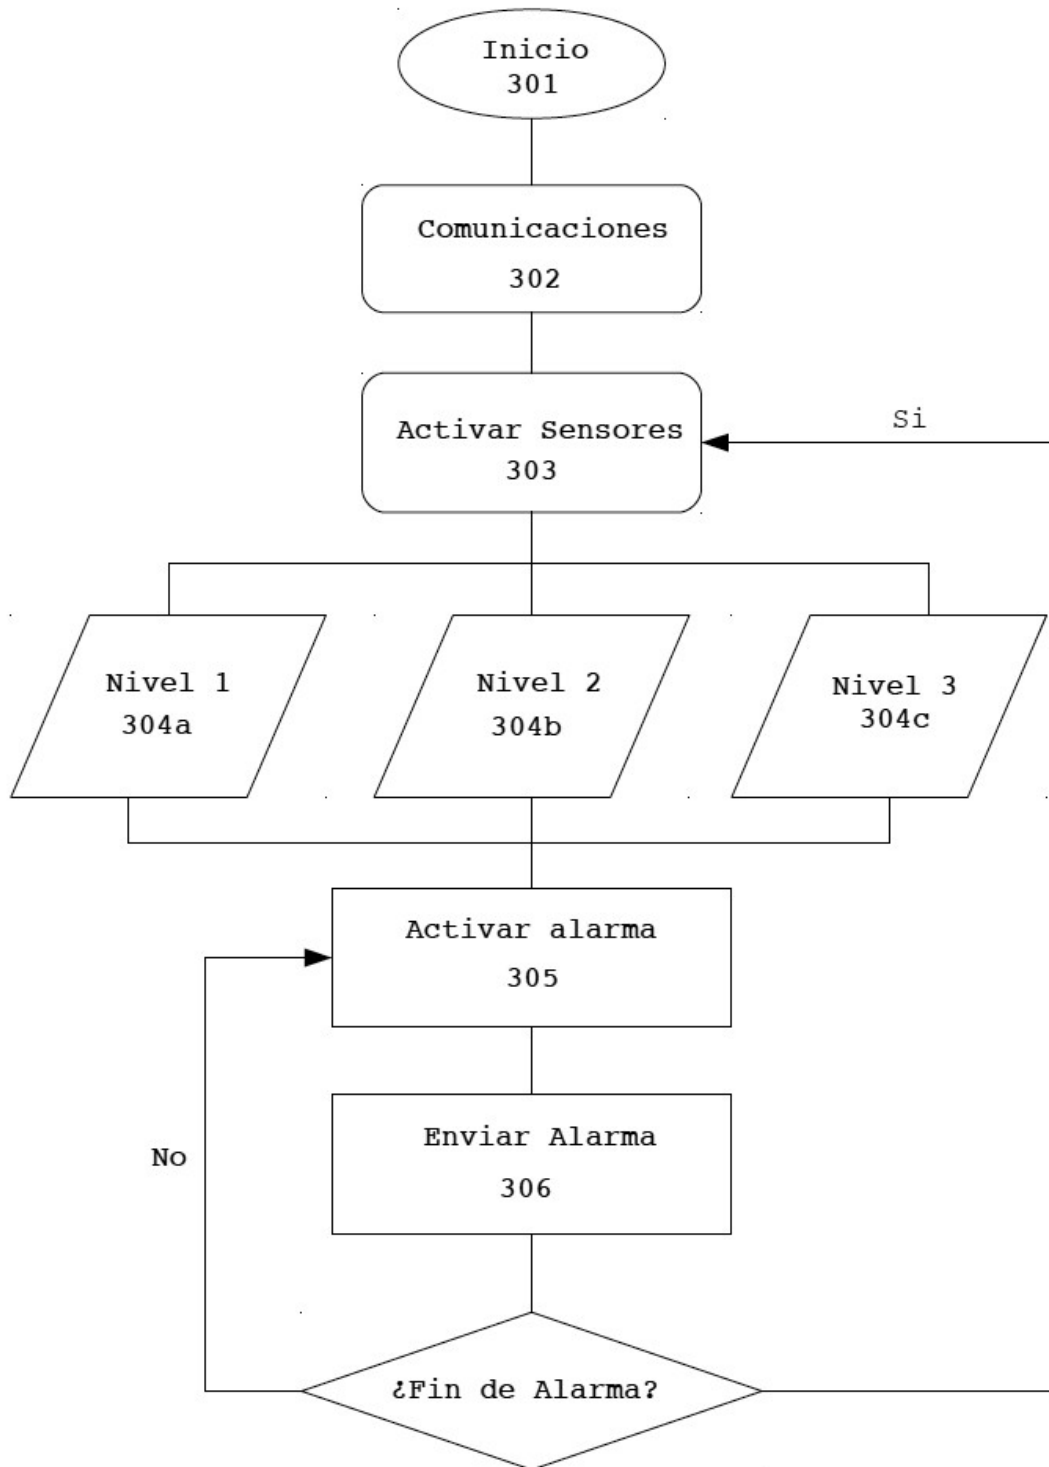 Inicio
301
Comunicaciones
302
Activar Sensores
303
Si
Nivel 1
304a
Nivel 2
304b
Nivel 3
304c
Activar alarma
305
Enviar Alarma
306
No
¿Fin de Alarma?